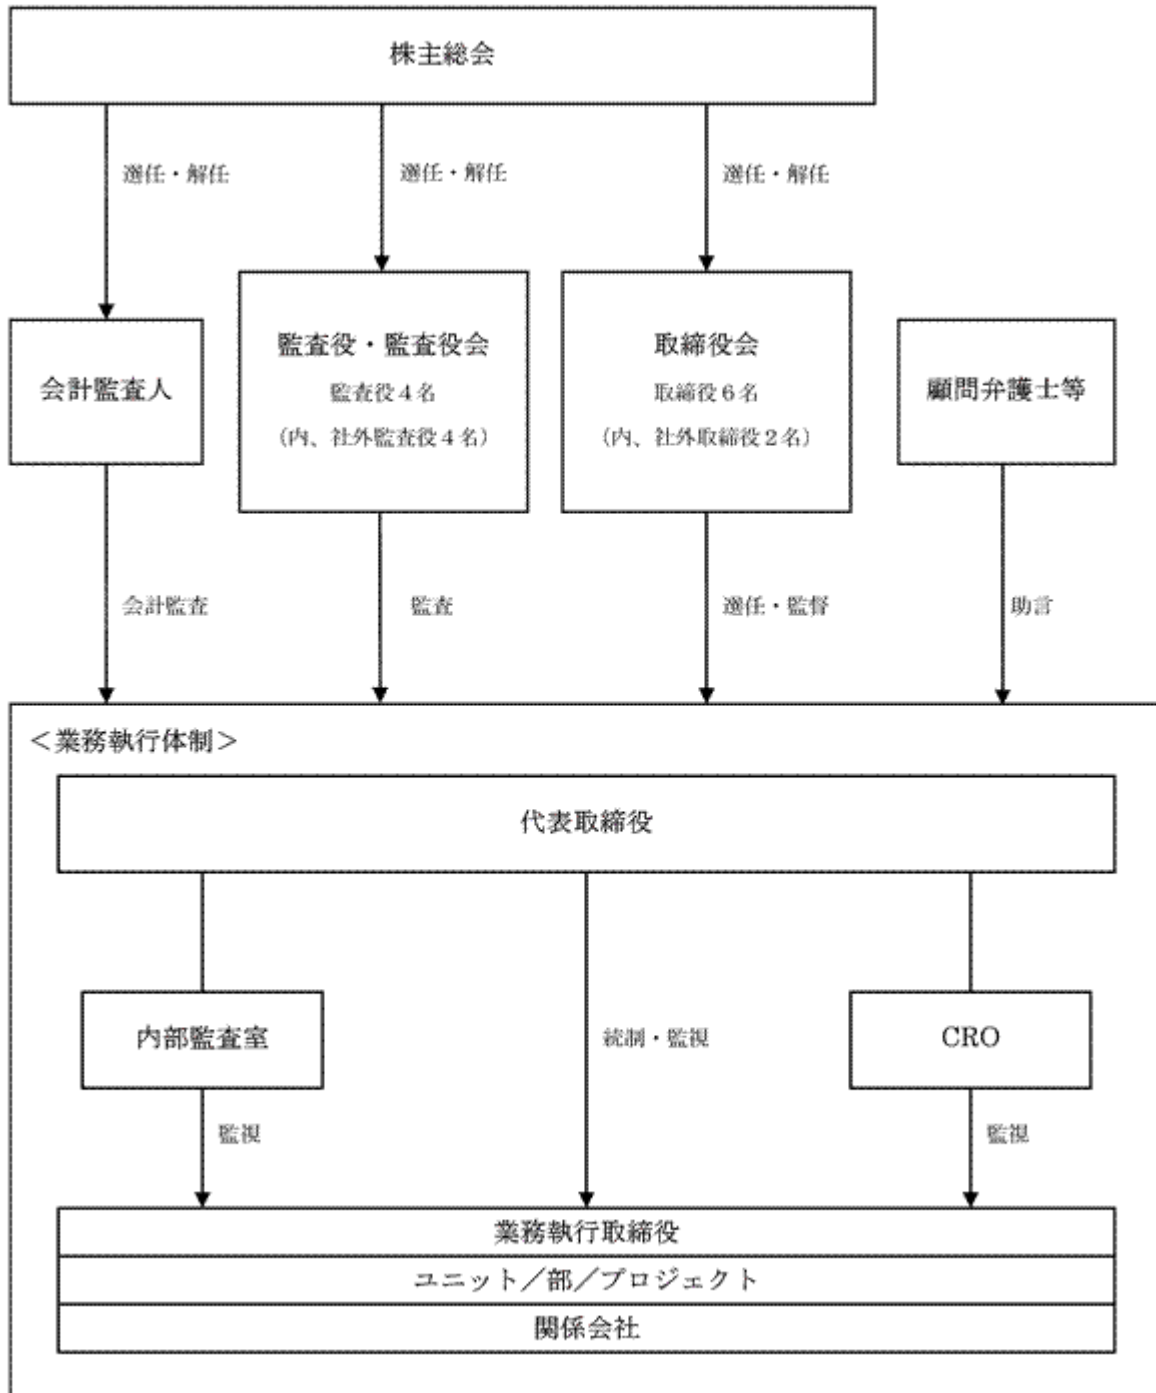 株主総会
選任・解任
選任・解任
選任・解任
会計監査人
監査役・監査役会
監査役4名
(内、社外監査役4名)
取締役会
取締役6名
(内、社外取締役2名)
顧問弁護士等
会計監査
監査
選任・監督
助言
<業務執行体制>
代表取締役
内部監査室
統制・監視
CRO
監視
監視
業務執行取締役
ユニット/部/プロジェクト
関係会社